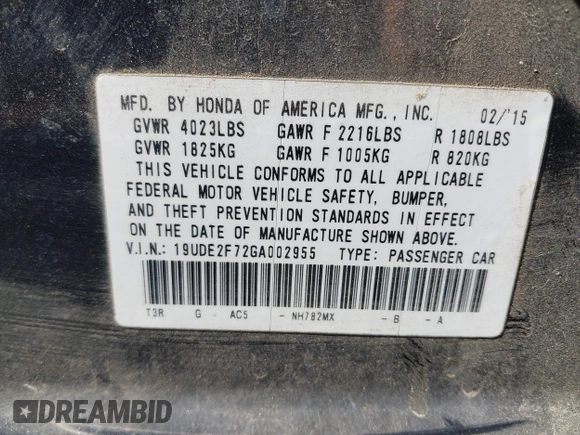 MFD. BY HONDA OF AMERICA MFG., INC. 02/'15
GVWR 4023LBS GAWR F 2216LBS R 1808LBS
GVWR 1825KG GAWR F 1005KG R 820KG
THIS VEHICLE CONFORMS TO ALL APPLICABLE
FEDERAL MOTOR VEHICLE SAFETY, BUMPER,
AND THEFT PREVENTION STANDARDS IN EFFECT
ON THE DATE OF MANUFACTURE SHOWN ABOVE.
V.I.N.: 19UDE2F72GA002955 TYPE: PASSENGER CAR
T3R G - AC5 - NH782MX - B - A
DREAMBID